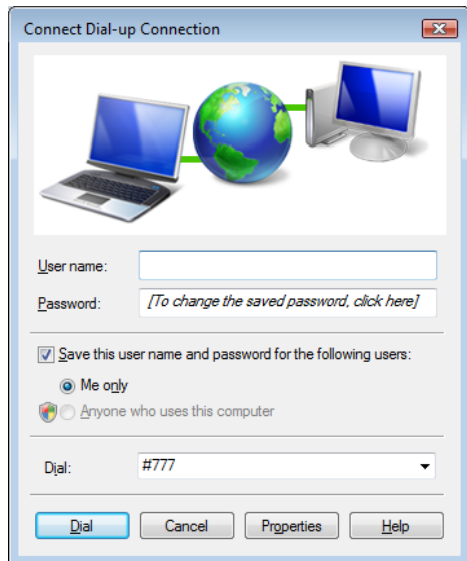 Connect Dial-up Connection
User name:
Password: [To change the saved password, click here]
Save this user name and password for the following users:
Me only
Anyone who uses this computer
Dial: #777
Dial Cancel Properties Help